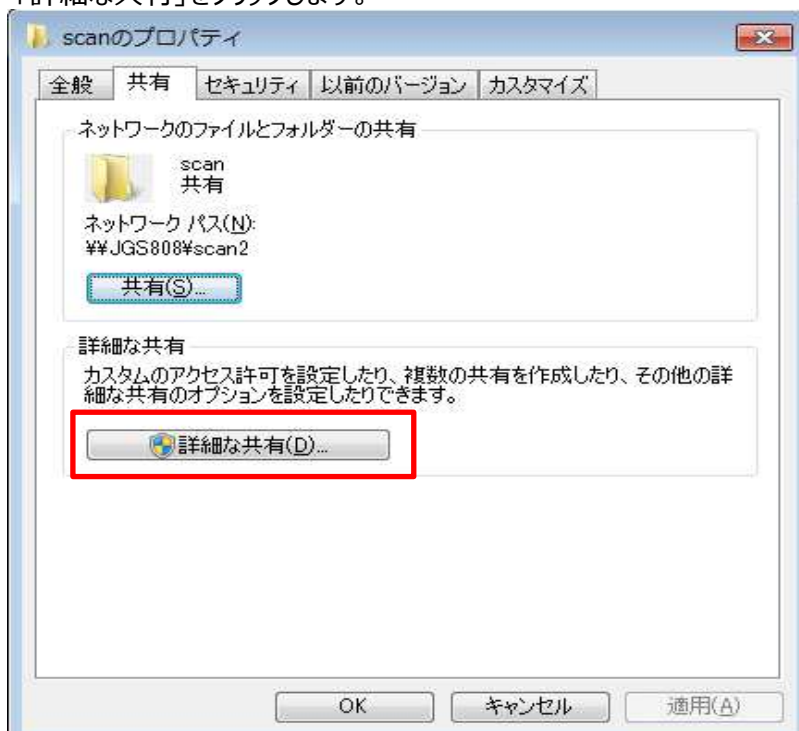 「詳細な共有」をクリックします。
scanのプロパティ
全般 共有 セキュリティ 以前のバージョン カスタマイズ
ネットワークのファイルとフォルダーの共有
scan
共有
ネットワーク パス(N):
¥¥JGS808¥scan2
共有(S)...
詳細な共有
カスタムのアクセス許可を設定したり、複数の共有を作成したり、その他の詳
細な共有のオプションを設定したりできます。
詳細な共有(D)...
OK キャンセル 適用(A)